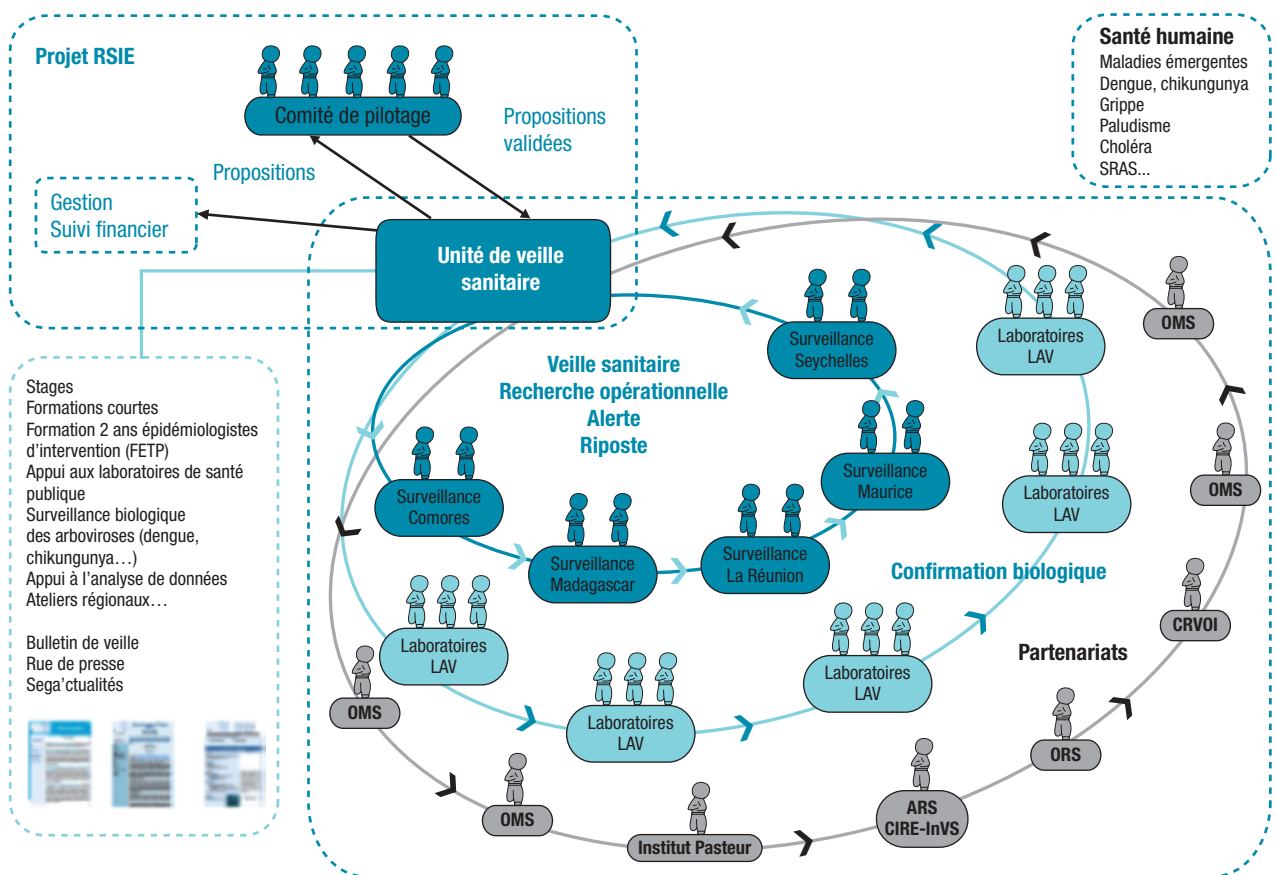 Projet RSIE
Comité de pilotage
Propositions
validées
Propositions
Gestion
Suivi financier
Unité de veille
sanitaire
Santé humaine
Maladies émergentes
Dengue, chikungunya
Grippe
Paludisme
Choléra
SRAS...
Stages
Formations courtes
Formation 2 ans épidémiologistes
d'intervention (FETP)
Appui aux laboratoires de santé
publique
Surveillance biologique
des arboviroses (dengue,
chikungunya…)
Appui à l'analyse de données
Ateliers régionaux…
Bulletin de veille
Rue de presse
Sega'ctualités
Veille sanitaire
Recherche opérationnelle
Alerte
Riposte
Surveillance
Seychelles
Surveillance
Maurice
Surveillance
La Réunion
Surveillance
Madagascar
Surveillance
Comores
Laboratoires
LAV
Laboratoires
LAV
Laboratoires
LAV
Laboratoires
LAV
Laboratoires
LAV
Confirmation biologique
Partenariats
OMS
OMS
CRVOI
ORS
ARS
CIRE-InVS
Institut Pasteur
OMS
OMS